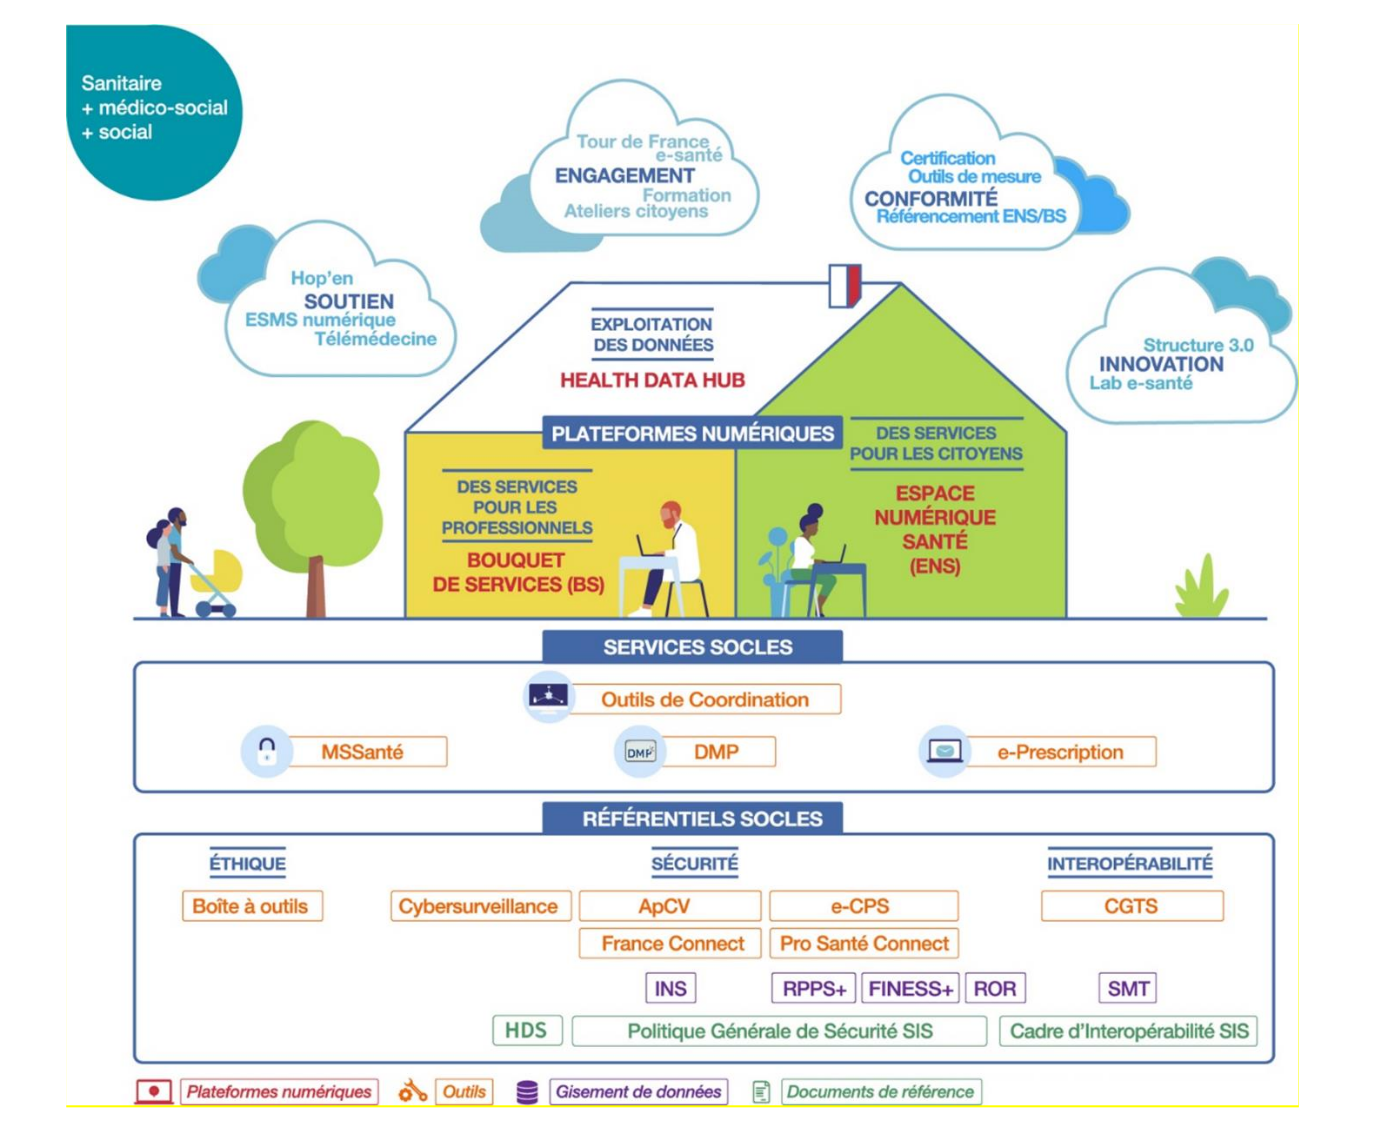 Sanitaire
+ médico-social
+ social
Tour de France
e-santé
ENGAGEMENT
Formation
Ateliers citoyens
Certification
Outils de mesure
CONFORMITÉ
Référencement ENS/BS
Hop'en
SOUTIEN
ESMS numérique
Télémédecine
Structure 3.0
INNOVATION
Lab e-santé
EXPLOITATION
DES DONNÉES
HEALTH DATA HUB
PLATEFORMES NUMÉRIQUES
DES SERVICES
POUR LES
PROFESSIONNELS
BOUQUET
DE SERVICES (BS)
DES SERVICES
POUR LES CITOYENS
ESPACE
NUMÉRIQUE
SANTÉ
(ENS)
SERVICES SOCLES
Outils de Coordination
MSSanté
DMP
DMP
e-Prescription
RÉFÉRENTIELS SOCLES
ÉTHIQUE
SÉCURITÉ
INTEROPÉRABILITÉ
Boîte à outils
Cybersurveillance
ApCV
e-CPS
CGTS
France Connect
Pro Santé Connect
INS
RPPS+
FINESS+
ROR
SMT
HDS
Politique Générale de Sécurité SIS
Cadre d'Interopérabilité SIS
Plateformes numériques
Outils
Gisement de données
Documents de référence